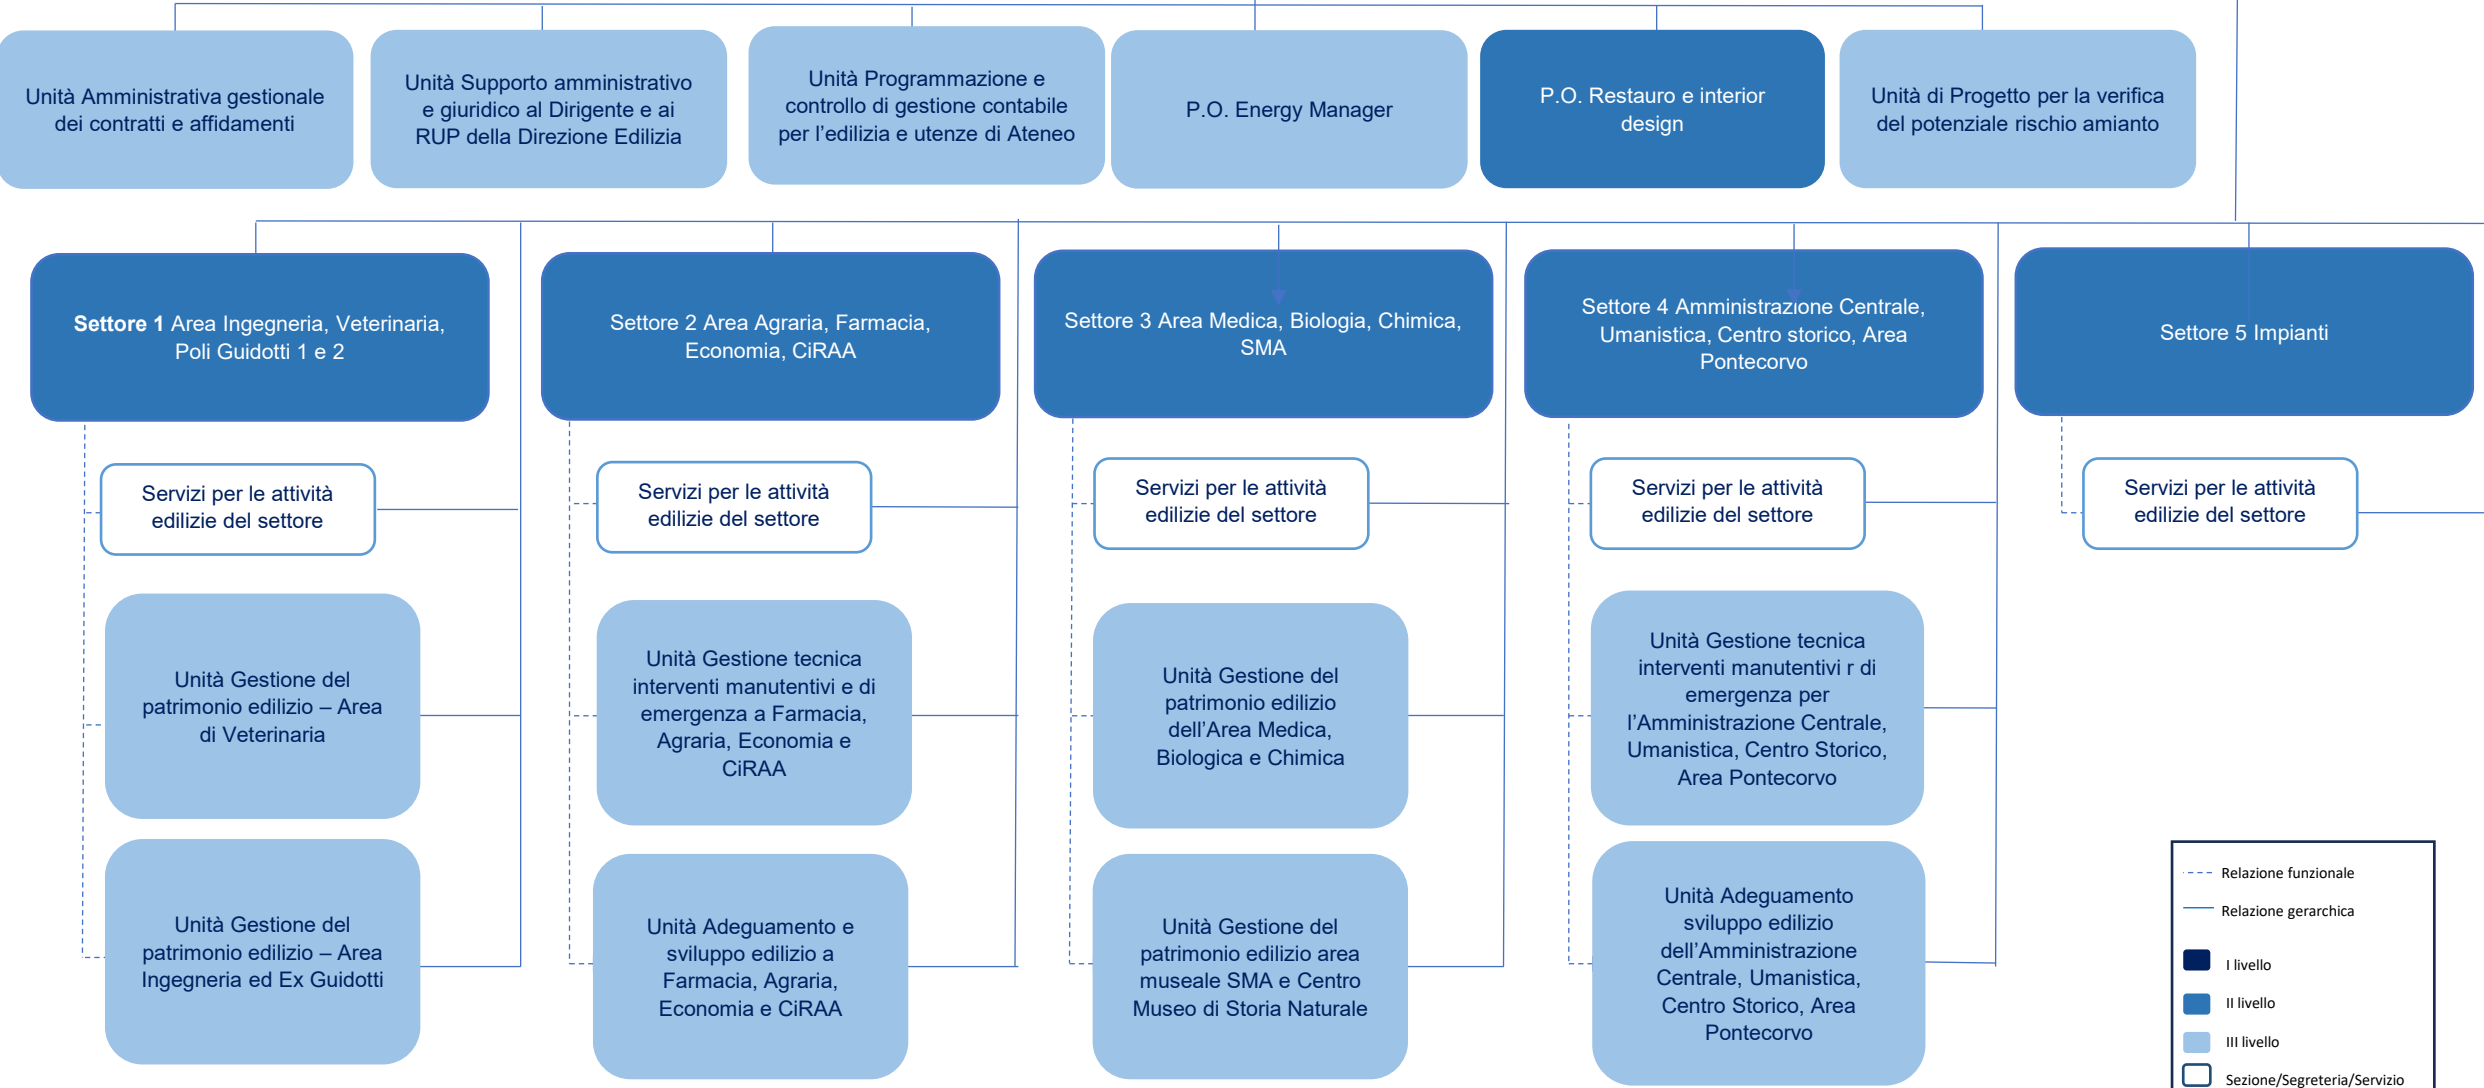 Unità Amministrativa gestionale
dei contratti e affidamenti
Unità Supporto amministrativo
e giuridico al Dirigente e ai
RUP della Direzione Edilizia
Unità Programmazione e
controllo di gestione contabile
per l'edilizia e utenze di Ateneo
P.O. Energy Manager
P.O. Restauro e interior
design
Unità di Progetto per la verifica
del potenziale rischio amianto
Settore 1 Area Ingegneria, Veterinaria,
Poli Guidotti 1 e 2
Settore 2 Area Agraria, Farmacia,
Economia, CiRAA
Settore 3 Area Medica, Biologia, Chimica,
SMA
Settore 4 Amministrazione Centrale,
Umanistica, Centro storico, Area
Pontecorvo
Settore 5 Impianti
Servizi per le attività
edilizie del settore
Servizi per le attività
edilizie del settore
Servizi per le attività
edilizie del settore
Servizi per le attività
edilizie del settore
Servizi per le attività
edilizie del settore
Unità Gestione del
patrimonio edilizio – Area
di Veterinaria
Unità Gestione tecnica
interventi manutentivi e di
emergenza a Farmacia,
Agraria, Economia e
CiRAA
Unità Gestione del
patrimonio edilizio
dell'Area Medica,
Biologica e Chimica
Unità Gestione tecnica
interventi manutentivi r di
emergenza per
l'Amministrazione Centrale,
Umanistica, Centro Storico,
Area Pontecorvo
Unità Gestione del
patrimonio edilizio – Area
Ingegneria ed Ex Guidotti
Unità Adeguamento e
sviluppo edilizio a
Farmacia, Agraria,
Economia e CiRAA
Unità Gestione del
patrimonio edilizio area
museale SMA e Centro
Museo di Storia Naturale
Unità Adeguamento
sviluppo edilizio
dell'Amministrazione
Centrale, Umanistica,
Centro Storico, Area
Pontecorvo
Relazione funzionale
Relazione gerarchica
I livello
II livello
III livello
Sezione/Segreteria/Servizio